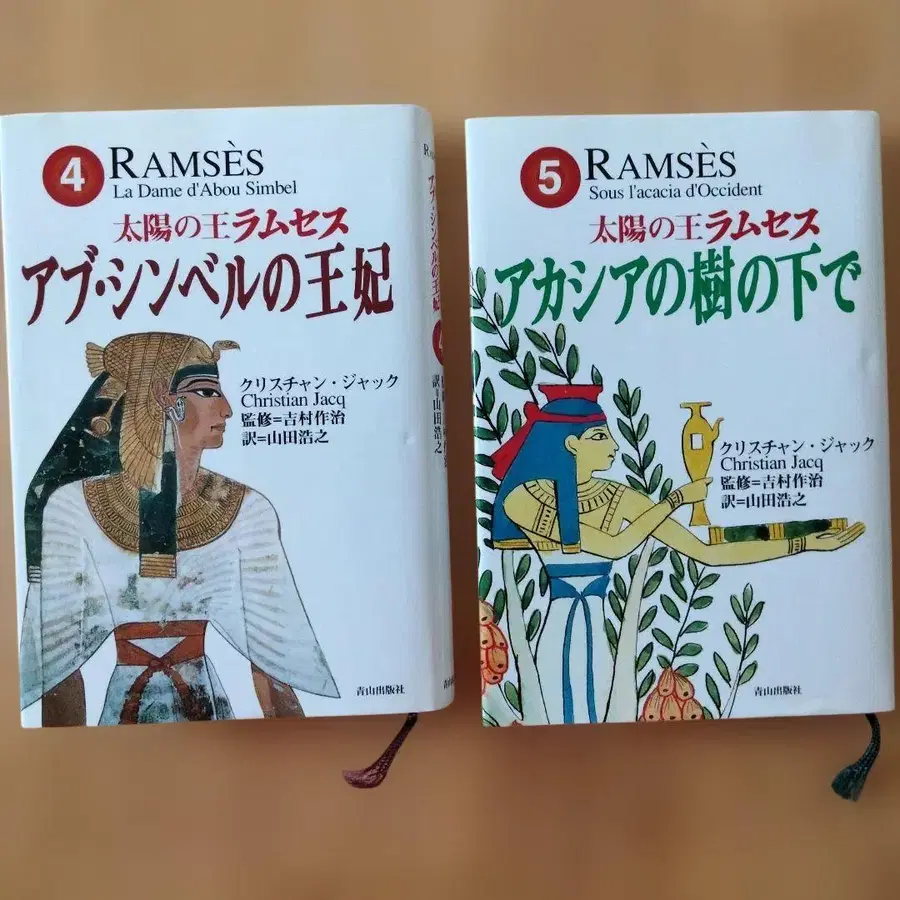 4
RAMSÈS
La Dame d'Abou Simbel
太陽の王ラムセス
アブ・シンベルの王妃
クリスチャン・ジャック
Christian Jacq
監修=吉村作治
訳=山田浩之
青山出版社
アブ・シンベルの王妃
訳=山田浩之
5
RAMSÈS
Sous l'acacia d'Occident
太陽の王ラムセス
アカシアの樹の下で
クリスチャン・ジャック
Christian Jacq
監修=吉村作治
訳=山田浩之
青山出版社